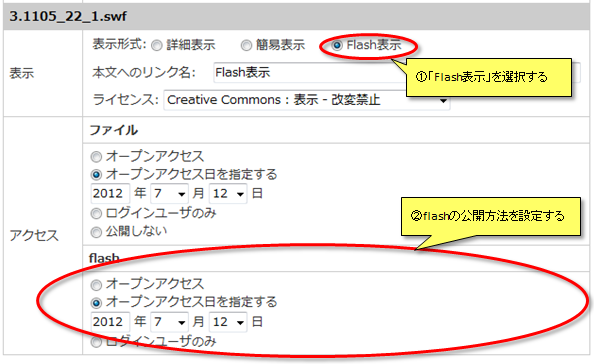 3.1105_22_1.swf
表示
表示形式: 詳細表示 簡易表示 Flash表示
本文へのリンク名: Flash表示
①「Flash表示」を選択する
ライセンス: Creative Commons : 表示 - 改変禁止
アクセス
ファイル
オープンアクセス
オープンアクセス日を指定する
2012 年 7 月 12 日
ログインユーザのみ
公開しない
②flashの公開方法を設定する
flash
オープンアクセス
オープンアクセス日を指定する
2012 年 7 月 12 日
ログインユーザのみ